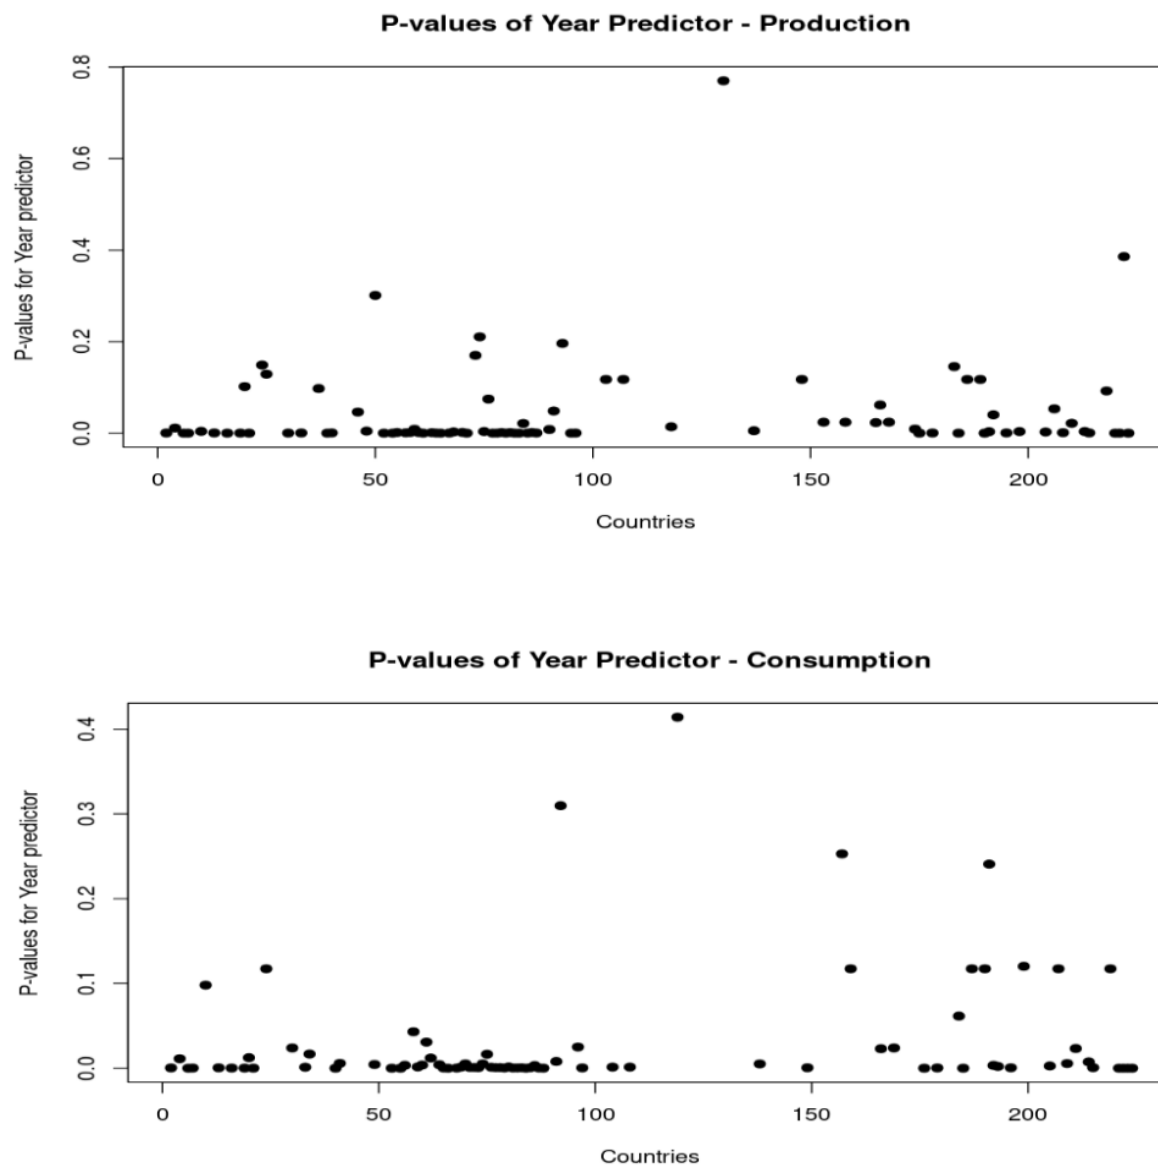 P-values of Year Predictor - Production
P-values for Year predictor
0.8
0.6
0.4
0.2
0.0
0 50 100 150 200
Countries
P-values of Year Predictor - Consumption
P-values for Year predictor
0.4
0.3
0.2
0.1
0.0
0 50 100 150 200
Countries